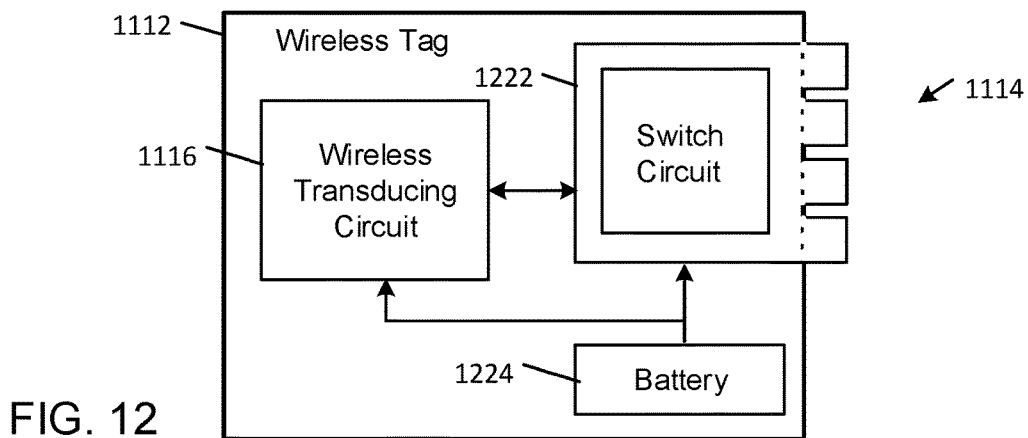 1112
Wireless Tag
1222
1114
Switch
Circuit
1116
Wireless
Transducing
Circuit
1224
Battery
FIG. 12